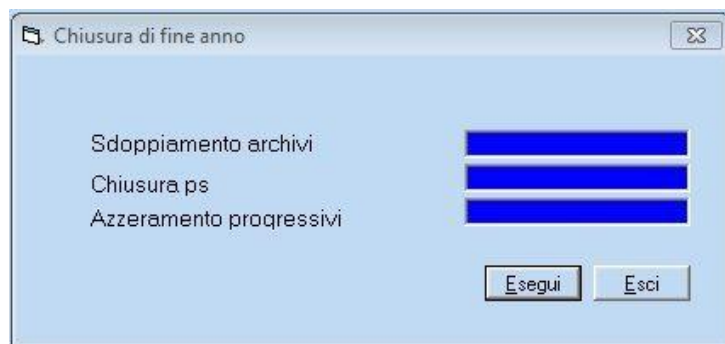 Chiusura di fine anno
Sdoppiamento archivi
Chiusura ps
Azzeramento progressivi
Esegui Esci